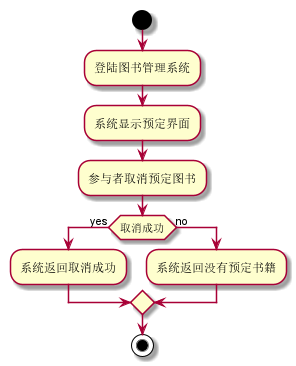 登陆图书管理系统
系统显示预定界面
参与者取消预定图书
yes
取消成功
no
系统返回取消成功
系统返回没有预定书籍